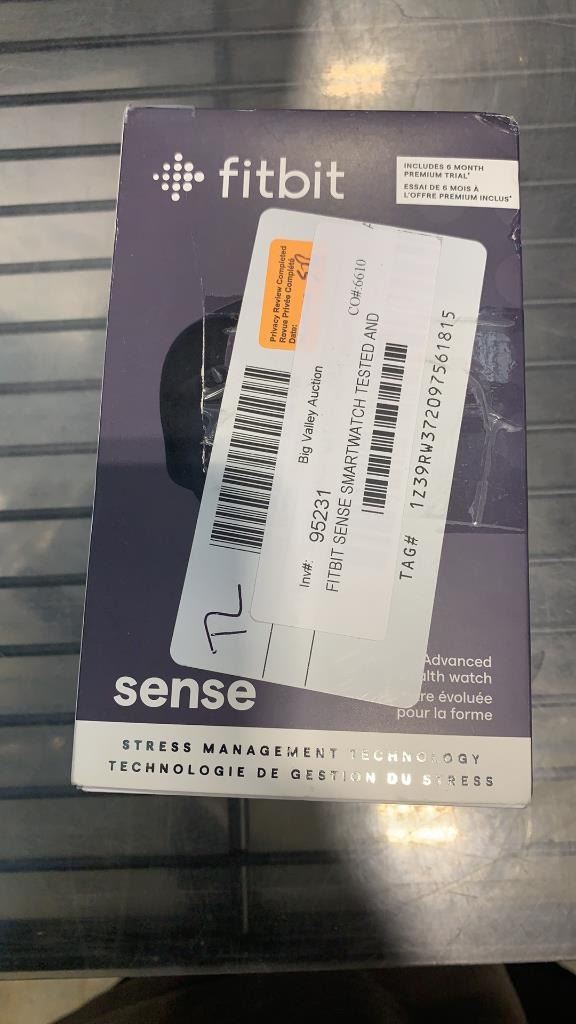 fitbit
INCLUDES 6 MONTH
PREMIUM TRIAL*
ESSAI DE 6 MOIS À
L'OFFRE PREMIUM INCLUS*
Privacy Review Completed
Revue Privée Complétée
Date:
Big Valley Auction
CO#:6610
Inv#: 95231
FITBIT SENSE SMARTWATCH TESTED AND
TAG# 1Z39RW372097561815
TL
sense
Advanced
alth watch
re évoluée
pour la forme
STRESS MANAGEMENT TECHNOLOGY
TECHNOLOGIE DE GESTION DU STRESS